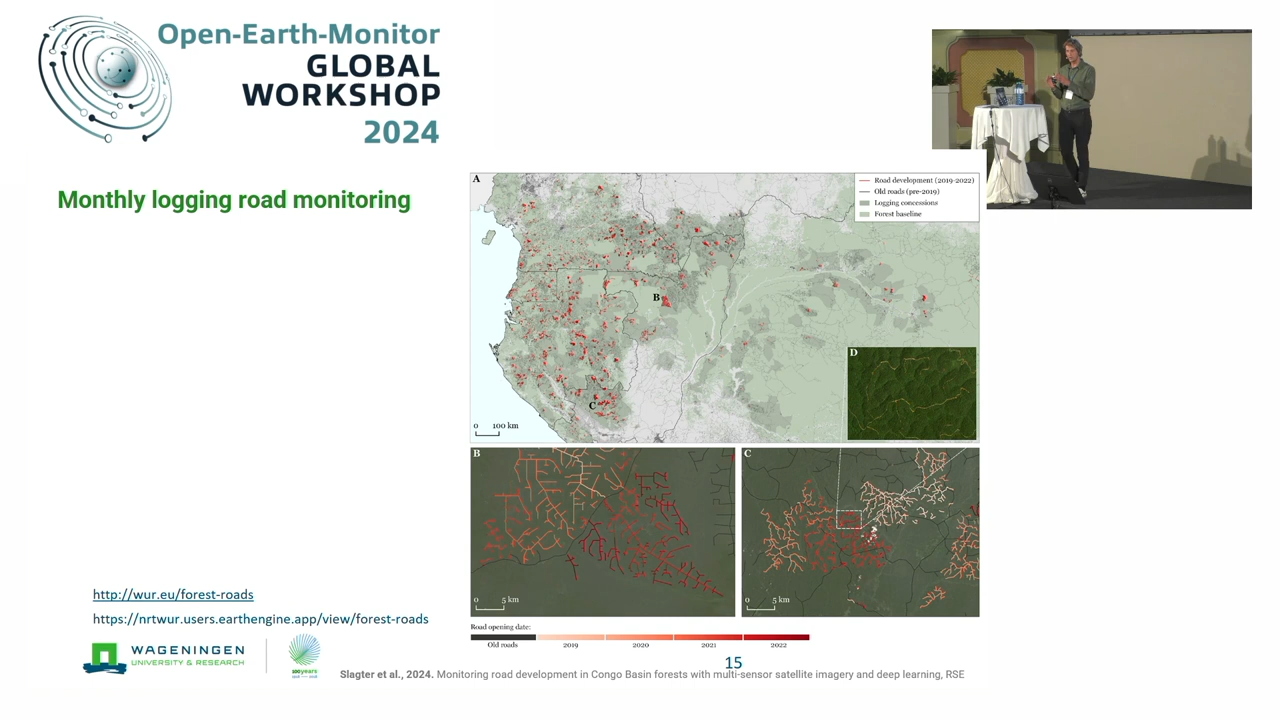 Open-Earth-Monitor
GLOBAL
WORKSHOP
2024
Monthly logging road monitoring
A
Road development (2019-2022)
Old roads (pre-2019)
Logging concessions
Forest baseline
B
C
D
0 100 km
B
0 5 km
C
0 5 km
Road opening date:
Old roads 2019 2020 2021 2022
http://wur.eu/forest-roads
https://nrtwur.users.earthengine.app/view/forest-roads
WAGENINGEN
UNIVERSITY & RESEARCH
100years
15
Slagter et al., 2024. Monitoring road development in Congo Basin forests with multi-sensor satellite imagery and deep learning, RSE